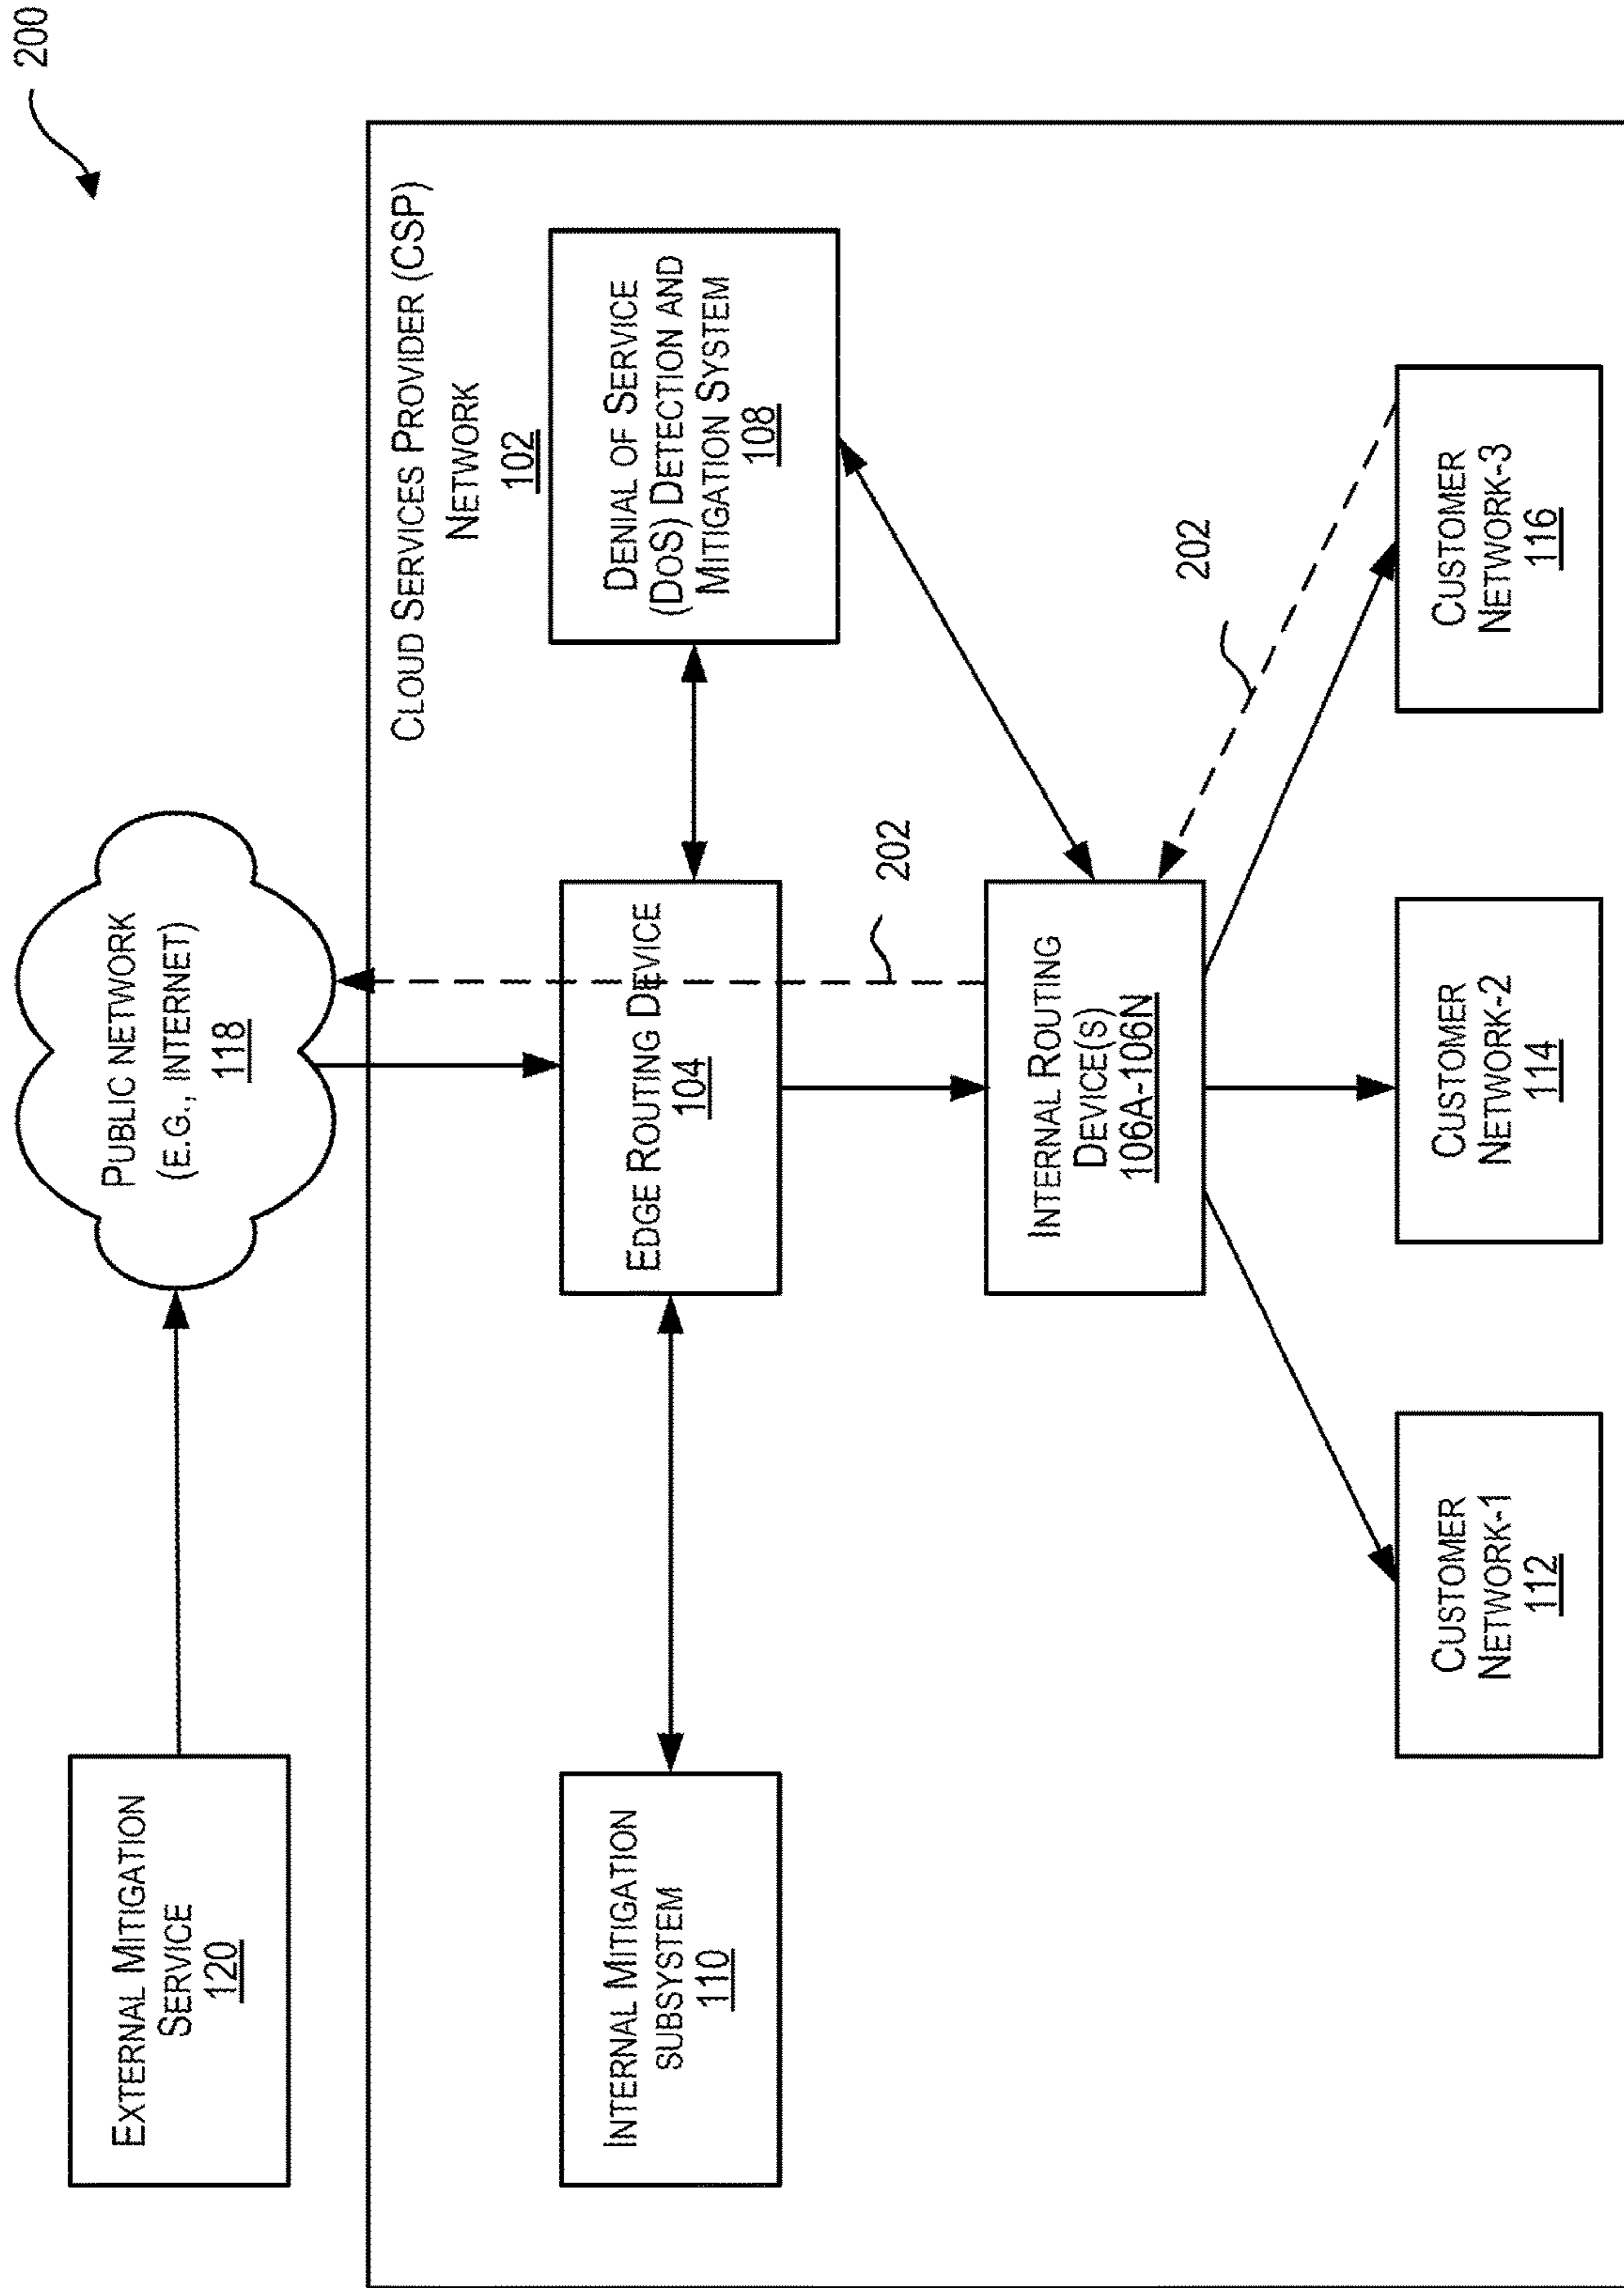 200
EXTERNAL MITIGATION
SERVICE
120
PUBLIC NETWORK
(E.G., INTERNET)
118
CLOUD SERVICES PROVIDER (CSP)
NETWORK
102
INTERNAL MITIGATION
SUBSYSTEM
110
EDGE ROUTING DEVICE
104
DENIAL OF SERVICE
(DOS) DETECTION AND
MITIGATION SYSTEM
108
202
INTERNAL ROUTING
DEVICE(S)
106A-106N
202
CUSTOMER
NETWORK-1
112
CUSTOMER
NETWORK-2
114
CUSTOMER
NETWORK-3
116